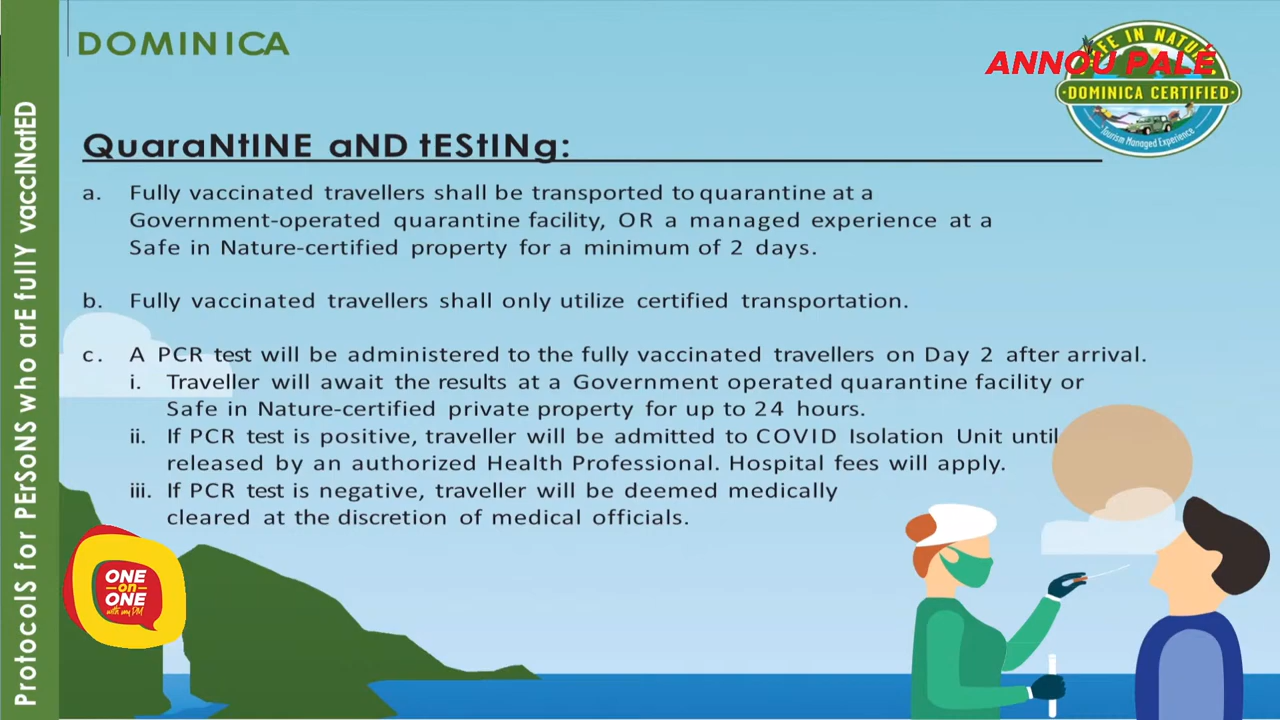 DOMINICA
ANNOU PALÉ
SAFE IN NATURE
DOMINICA CERTIFIED
Tourism Managed Experience
ProtocolS for PErSoNS who arE fullY vaccINatED
QuaraNtINE aND tEStINg:
a. Fully vaccinated travellers shall be transported to quarantine at a
Government-operated quarantine facility, OR a managed experience at a
Safe in Nature-certified property for a minimum of 2 days.
b. Fully vaccinated travellers shall only utilize certified transportation.
c. A PCR test will be administered to the fully vaccinated travellers on Day 2 after arrival.
i. Traveller will await the results at a Government operated quarantine facility or
Safe in Nature-certified private property for up to 24 hours.
ii. If PCR test is positive, traveller will be admitted to COVID Isolation Unit until
released by an authorized Health Professional. Hospital fees will apply.
iii. If PCR test is negative, traveller will be deemed medically
cleared at the discretion of medical officials.
ONE
on
ONE
with my PM